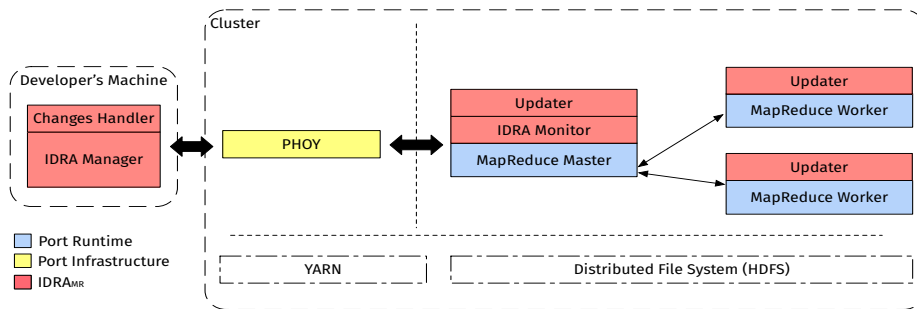 Cluster
Developer's Machine
Changes Handler
IDRA Manager
PHOY
Updater
IDRA Monitor
MapReduce Master
Updater
MapReduce Worker
Updater
MapReduce Worker
Port Runtime
Port Infrastructure
IDRAMR
YARN
Distributed File System (HDFS)